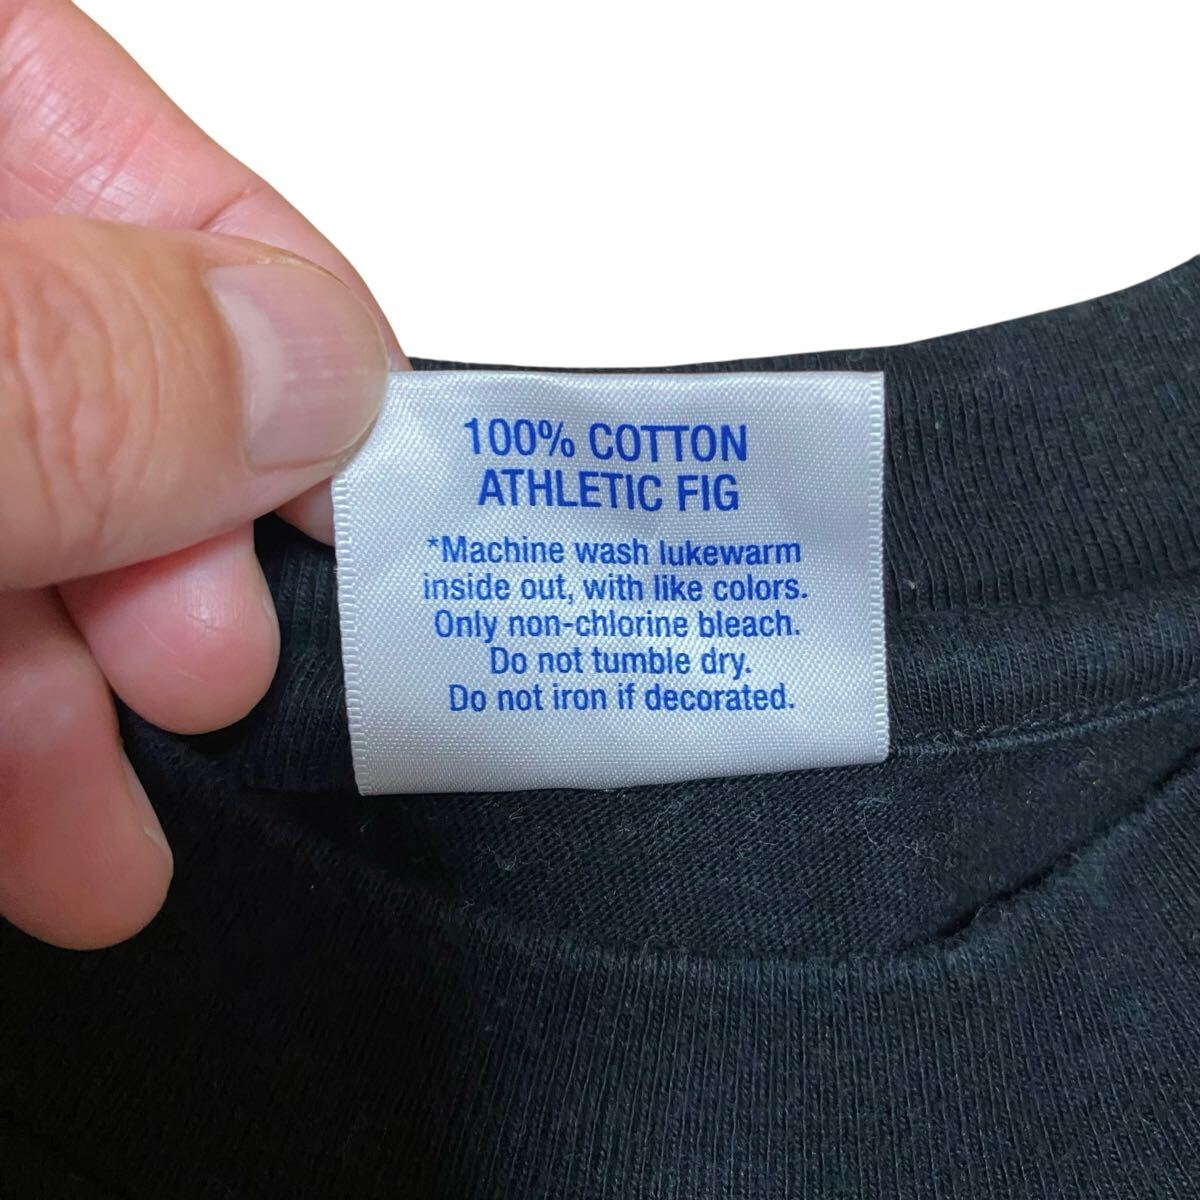 100% COTTON
ATHLETIC FIG
*Machine wash lukewarm
inside out, with like colors.
Only non-chlorine bleach.
Do not tumble dry.
Do not iron if decorated.